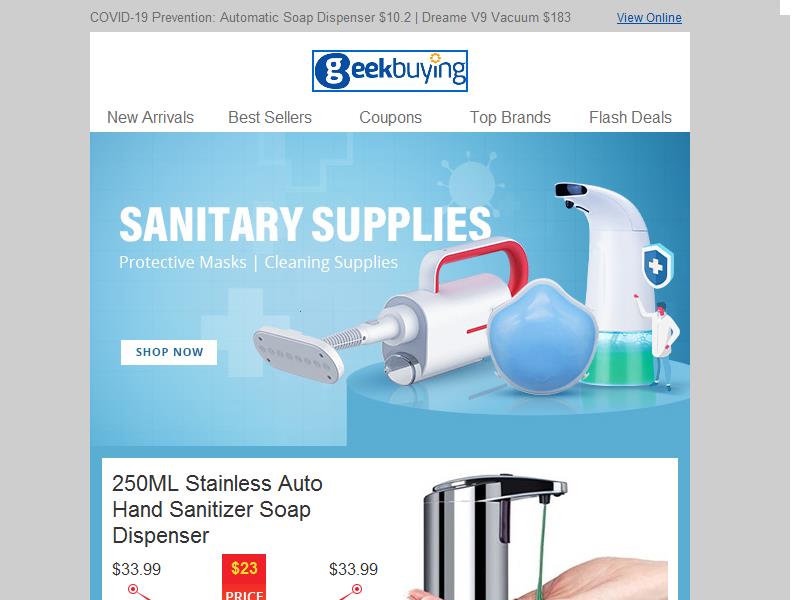 COVID-19 Prevention: Automatic Soap Dispenser $10.2 | Dreame V9 Vacuum $183 View Online
geekbuying
New Arrivals Best Sellers Coupons Top Brands Flash Deals
SANITARY SUPPLIES
Protective Masks | Cleaning Supplies
SHOP NOW
250ML Stainless Auto
Hand Sanitizer Soap
Dispenser
$33.99 $23 $33.99
PRICE